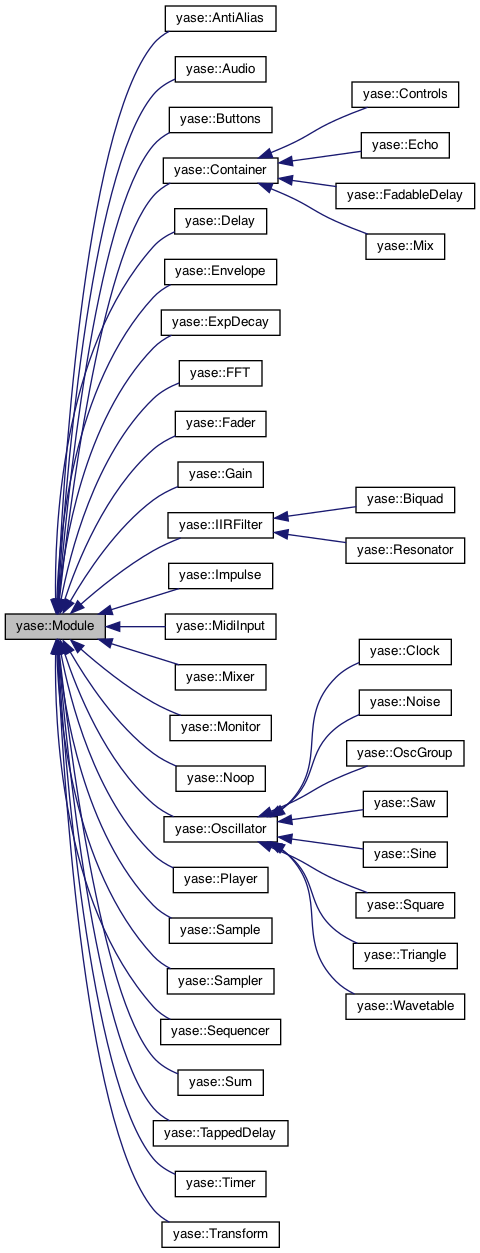 yase::AntiAlias
yase::Audio
yase::Controls
yase::Buttons
yase::Echo
yase::Container
yase::FadableDelay
yase::Delay
yase::Mix
yase::Envelope
yase::ExpDecay
yase::FFT
yase::Fader
yase::Gain
yase::Biquad
yase::IIRFilter
yase::Resonator
yase::Impulse
yase::Module
yase::MidiInput
yase::Clock
yase::Mixer
yase::Noise
yase::Monitor
yase::OscGroup
yase::Noop
yase::Saw
yase::Oscillator
yase::Sine
yase::Player
yase::Square
yase::Sample
yase::Triangle
yase::Sampler
yase::Wavetable
yase::Sequencer
yase::Sum
yase::TappedDelay
yase::Timer
yase::Transform